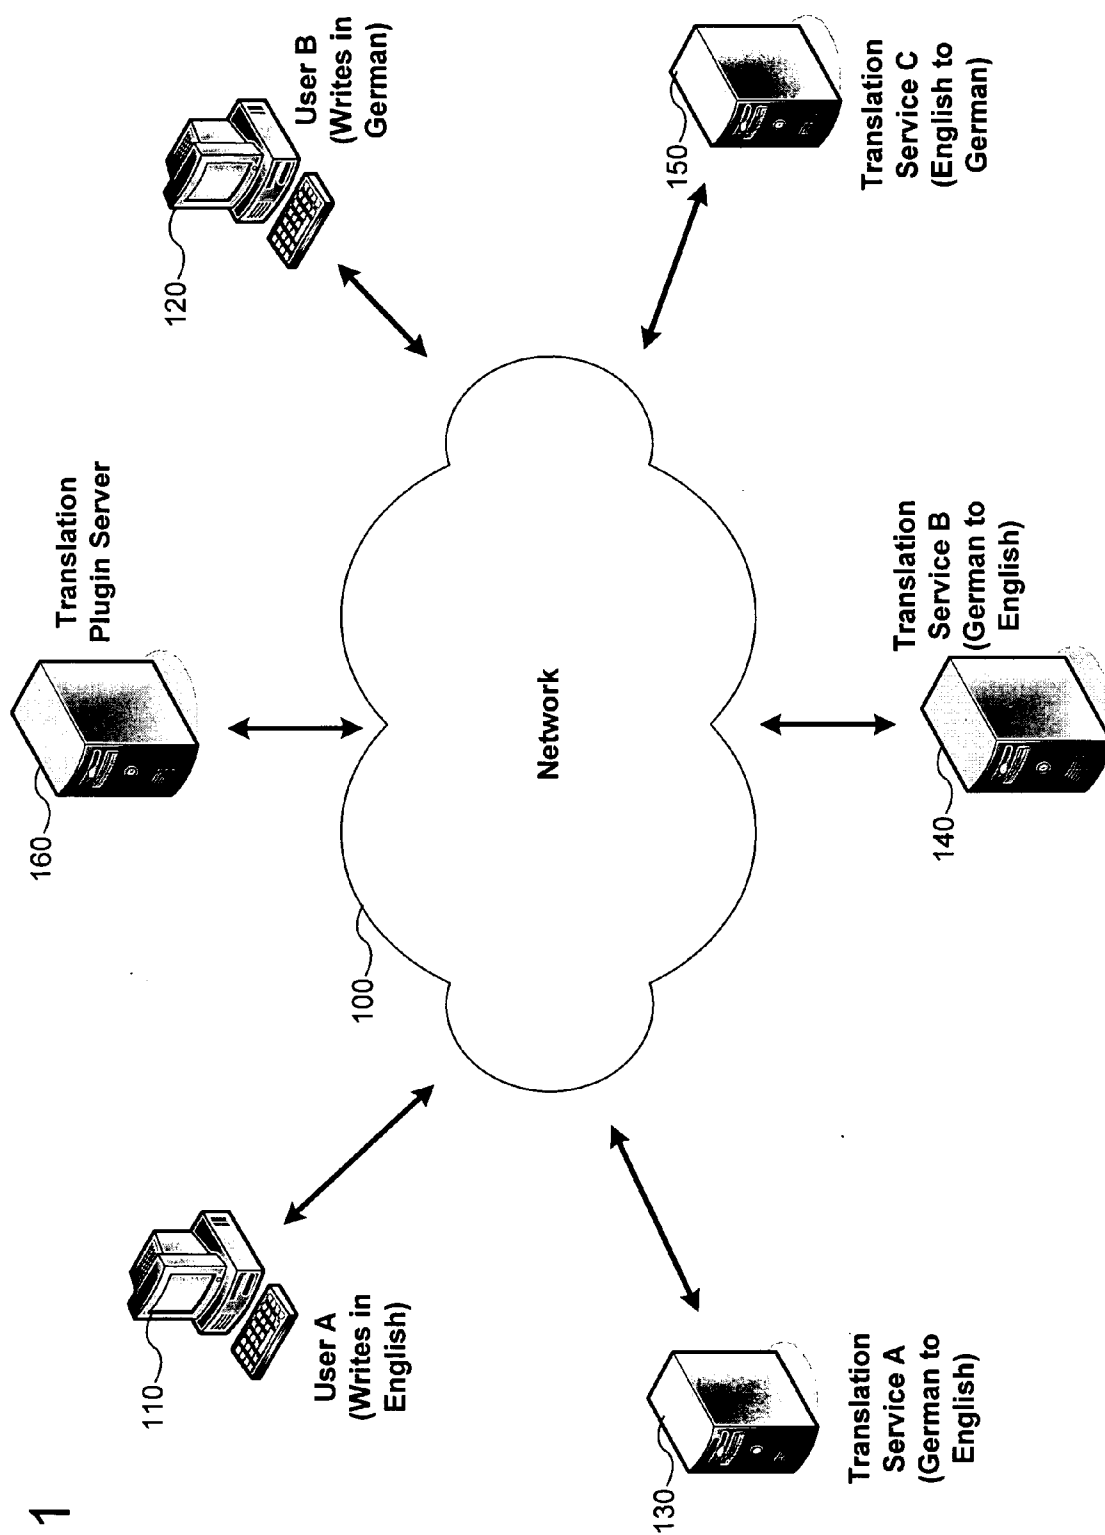 1
110
User A
(Writes in
English)
160
Translation
Plugin Server
120
User B
(Writes in
German)
100
Network
130
Translation
Service A
(German to
English)
140
Translation
Service B
(German to
English)
150
Translation
Service C
(English to
German)